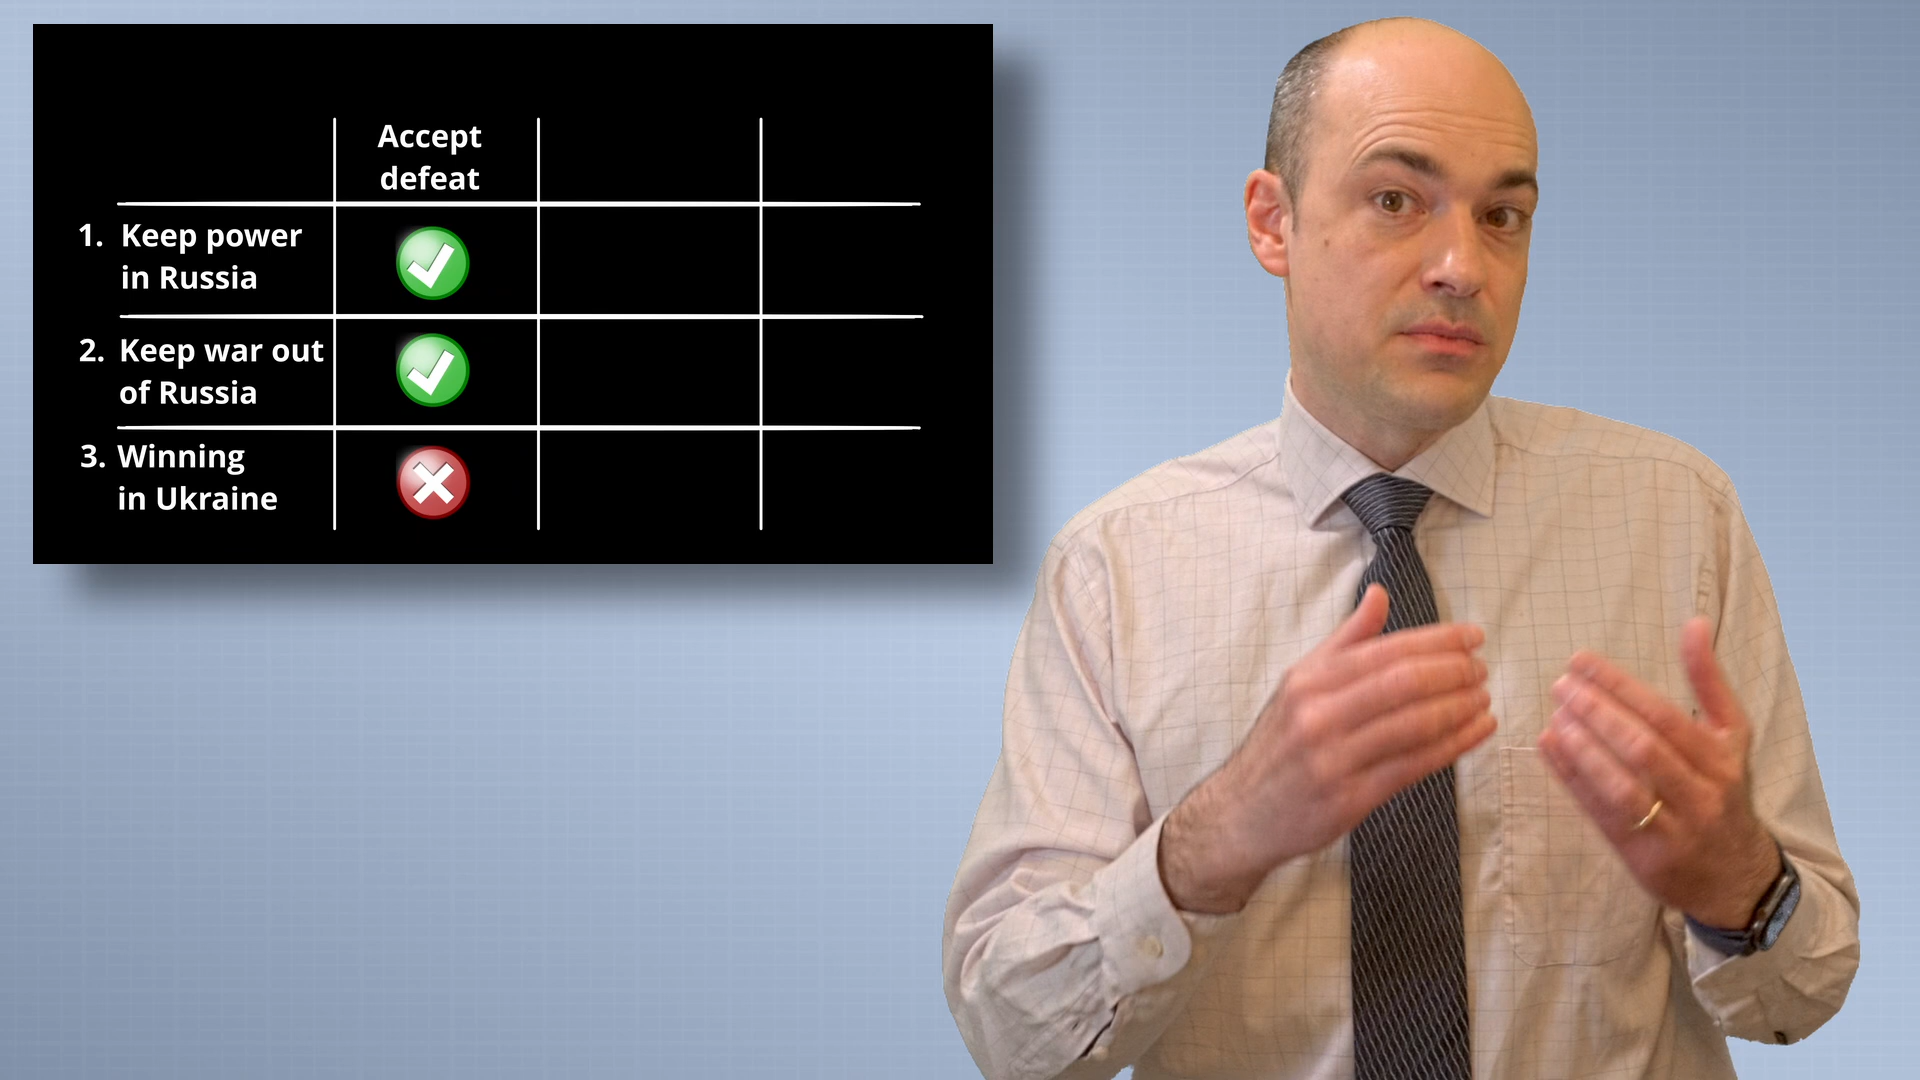 Accept
defeat
1. Keep power
in Russia
2. Keep war out
of Russia
3. Winning
in Ukraine